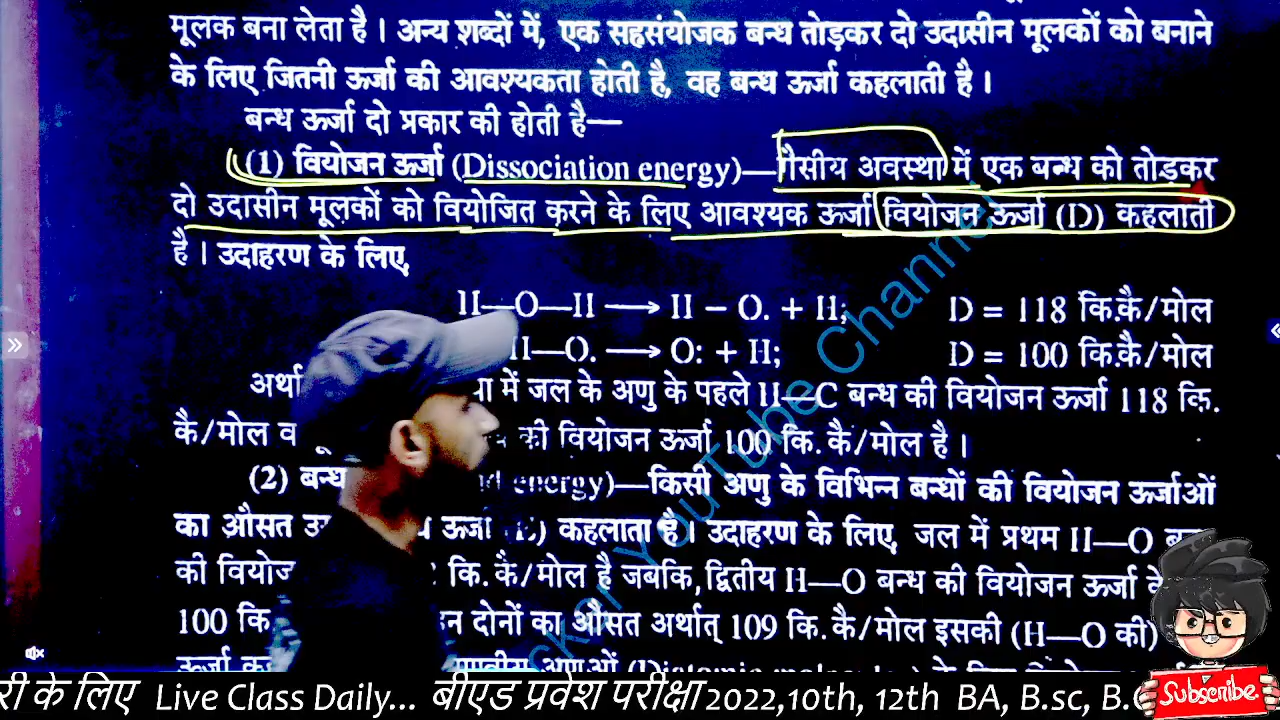 मूलक बना लेता है। अन्य शब्दों में, एक सहसंयोजक बन्ध तोड़कर दो उदासीन मूलकों को बनाने
के लिए जितनी ऊर्जा की आवश्यकता होती है, वह बन्ध ऊर्जा कहलाती है।
बन्ध ऊर्जा दो प्रकार की होती है—
(1) वियोजन ऊर्जा (Dissociation energy)—गैसीय अवस्था में एक बन्ध को तोडकर
दो उदासीन मूलकों को वियोजित करने के लिए आवश्यक ऊर्जा वियोजन ऊर्जा (D) कहलाती
है। उदाहरण के लिए,
H—O—H ⟶ H – O. + H; D = 118 कि.कै/मोल
H—O. ⟶ O: + H; D = 100 कि.कै/मोल
में जल के अणु के पहले H—C बन्ध की वियोजन ऊर्जा 118 कि.
कै/मोल व की वियोजन ऊर्जा 100 कि. कै/मोल है।
(2) बन्ध energy)—किसी अणु के विभिन्न बन्धों की वियोजन ऊर्जाओं
का औसत ऊर्जा कहलाता है। उदाहरण के लिए, जल में प्रथम H—O
की कि. कै/मोल है जबकि, द्वितीय H—O बन्ध की वियोजन ऊर्जा
100 कि दोनों का औसत अर्थात् 109 कि. कै/मोल इसकी (H—O की)
YouTube Channel
के लिए Live Class Daily... बीएड प्रवेश परीक्षा 2022,10th, 12th BA, B.sc,
Subscribe